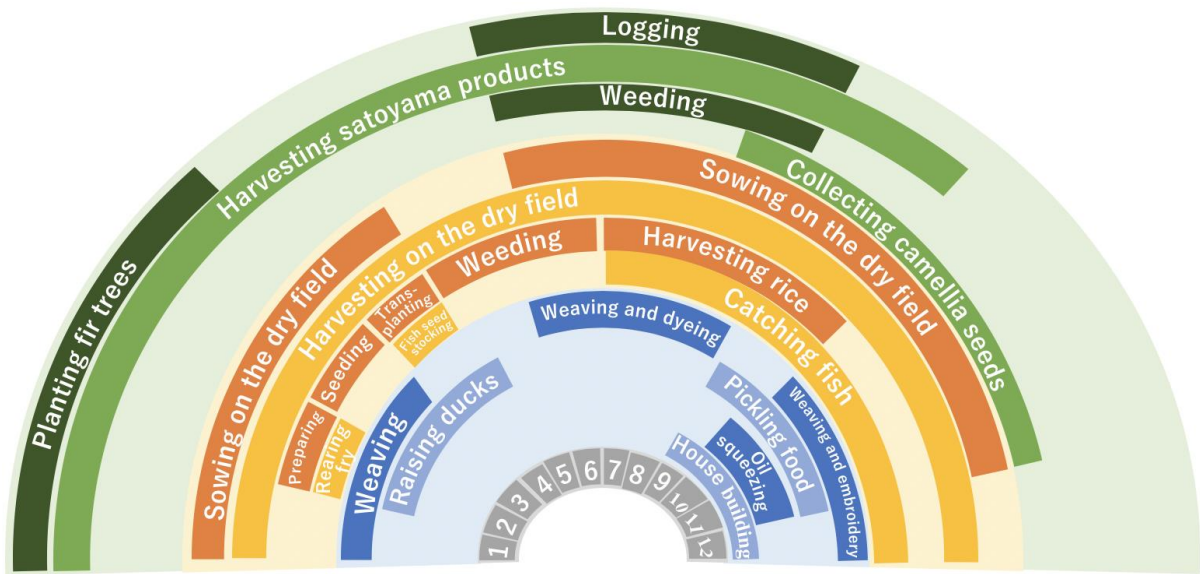 Logging
Harvesting satoyama products
Weeding
Planting fir trees
Collecting camellia seeds
Sowing on the dry field
Sowing on the dry field
Harvesting on the dry field
Preparing
Seeding
Trans-
planting
Weeding
Harvesting rice
Rearing
fry
Fish seed
stocking
Catching fish
Weaving
Weaving and dyeing
Weaving and embroidery
Raising ducks
Pickling food
Oil
squeezing
House building
1 2 3 4 5 6 7 8 9 10 11 12